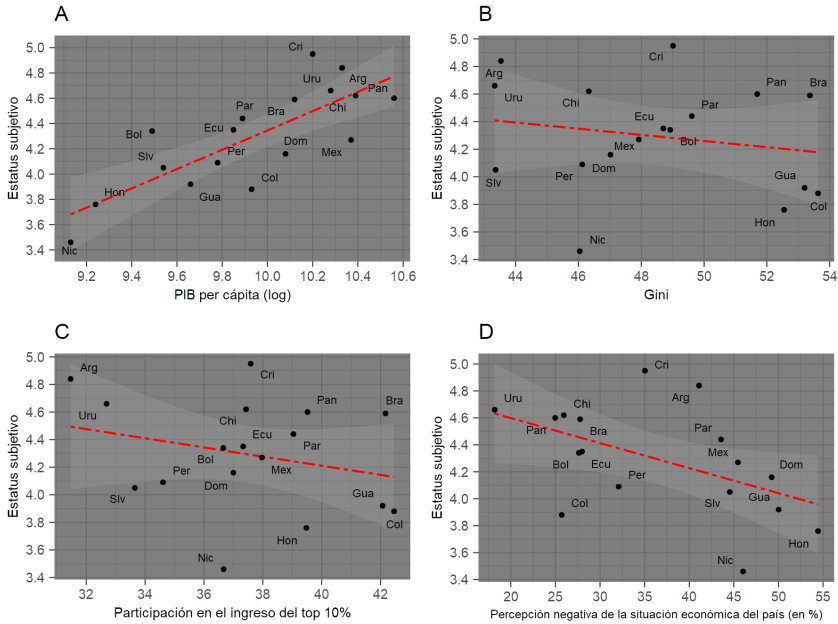 A
Estatus subjetivo
5.0
4.8
4.6
4.4
4.2
4.0
3.8
3.6
3.4
Cri
Uru
Arg
Pan
Bra
Chi
Par
Ecu
Bol
Dom
Mex
Slv
Per
Col
Gua
Hon
Nic
9.2 9.4 9.6 9.8 10.0 10.2 10.4 10.6
PIB per cápita (log)
B
Estatus subjetivo
5.0
4.8
4.6
4.4
4.2
4.0
3.8
3.6
3.4
Cri
Arg
Pan
Bra
Uru
Chi
Par
Ecu
Bol
Mex
Dom
Per
Slv
Gua
Col
Hon
Nic
44 46 48 50 52 54
Gini
C
Estatus subjetivo
5.0
4.8
4.6
4.4
4.2
4.0
3.8
3.6
3.4
Arg
Cri
Uru
Chi
Pan
Bra
Ecu
Par
Bol
Mex
Per
Dom
Slv
Gua
Col
Hon
Nic
32 34 36 38 40 42
Participación en el ingreso del top 10%
D
Estatus subjetivo
5.0
4.8
4.6
4.4
4.2
4.0
3.8
3.6
3.4
Cri
Arg
Uru
Chi
Pan
Bra
Par
Mex
Bol
Ecu
Dom
Per
Slv
Gua
Col
Hon
Nic
20 25 30 35 40 45 50 55
Percepción negativa de la situación económica del país (en %)